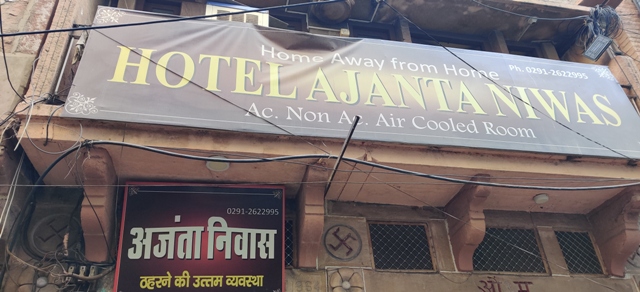 Home Away from Home
Ph. 0291-2622995
HOTEL AJANTA NIWAS
Ac. Non Ac. Air Cooled Room
0291-2622995
अजंता निवास
ठहरने की उत्तम व्यवस्था